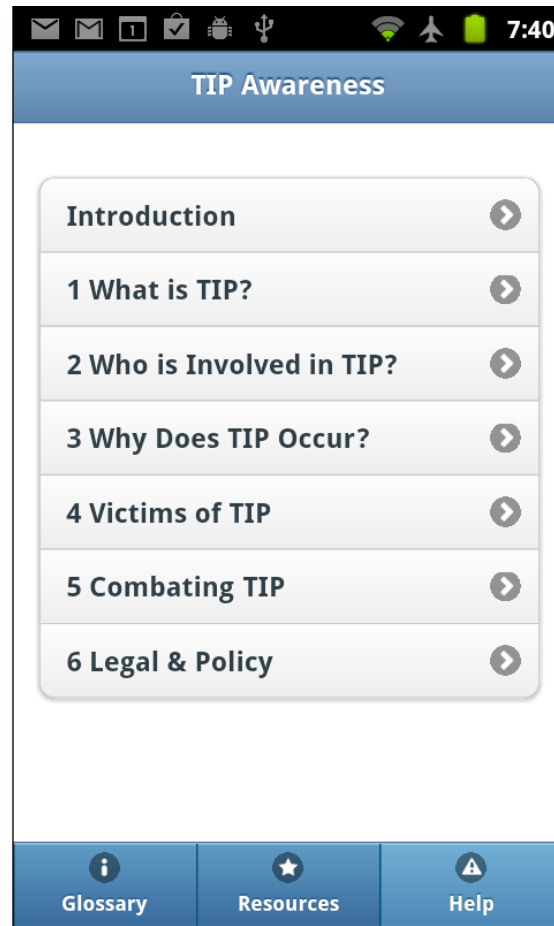 1
7:40
TIP Awareness
Introduction
1 What is TIP?
2 Who is Involved in TIP?
3 Why Does TIP Occur?
4 Victims of TIP
5 Combating TIP
6 Legal & Policy
Glossary
Resources
Help